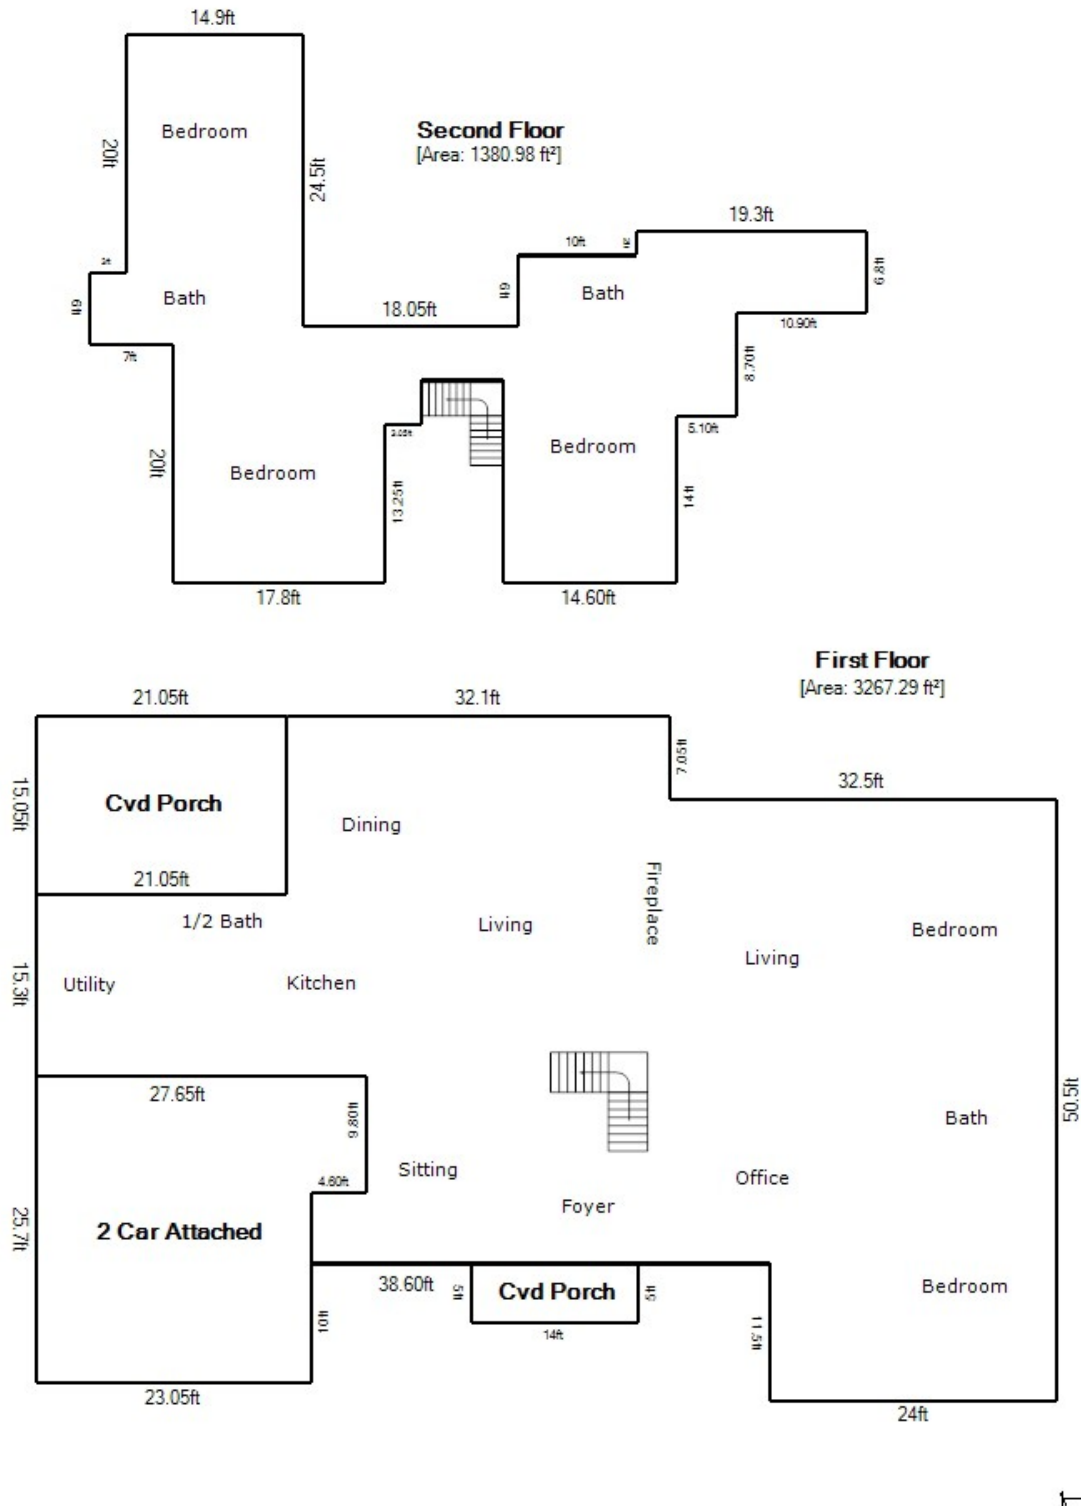 14.9ft
Bedroom
Second Floor
[Area: 1380.98 ft²]
20ft
24.5ft
19.3ft
10ft
6.8ft
6ft
Bath
18.05ft
6ft
Bath
10.90ft
7ft
8.70ft
5.10ft
Bedroom
20ft
Bedroom
13.25ft
14ft
17.8ft
14.60ft
First Floor
[Area: 3267.29 ft²]
21.05ft
32.1ft
7.05ft
32.5ft
15.05ft
Cvd Porch
Dining
21.05ft
Fireplace
1/2 Bath
Living
Bedroom
Living
15.3ft
Utility
Kitchen
27.65ft
9.80ft
50.5ft
Bath
4.60ft
Sitting
Office
Foyer
25.7ft
2 Car Attached
38.60ft
5ft
Cvd Porch
5ft
Bedroom
10ft
14ft
11.5ft
23.05ft
24ft